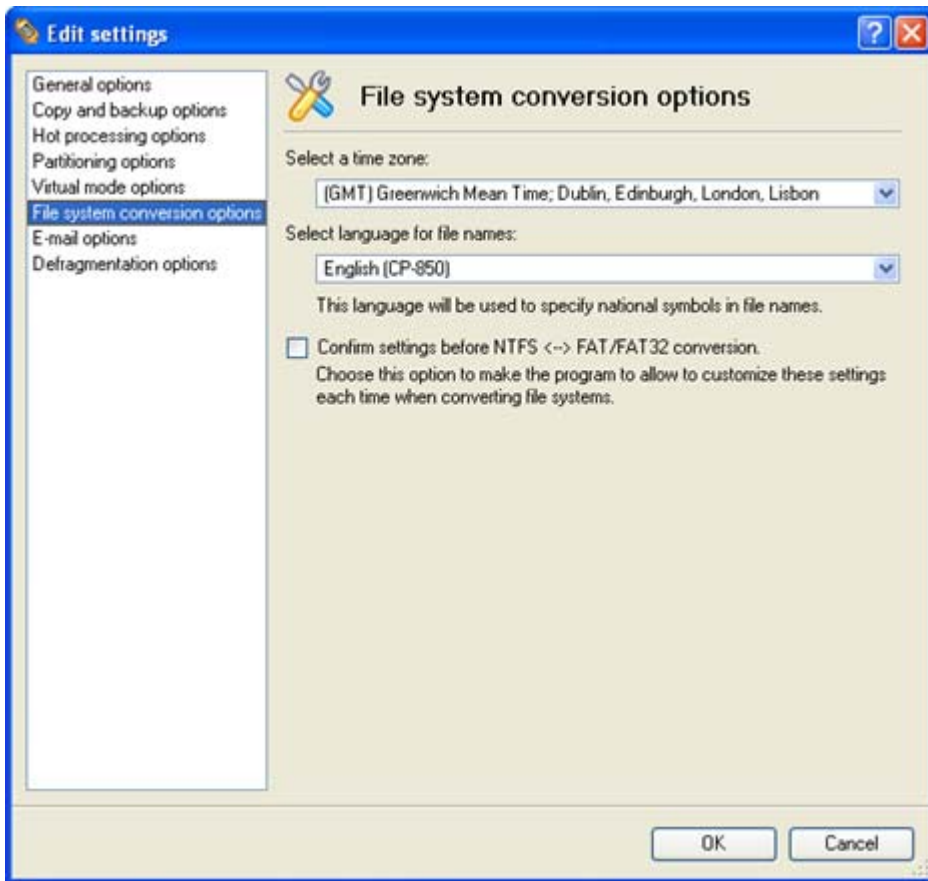 Edit settings
General options
Copy and backup options
Hot processing options
Partitioning options
Virtual mode options
File system conversion options
E-mail options
Defragmentation options
File system conversion options
Select a time zone:
(GMT) Greenwich Mean Time; Dublin, Edinburgh, London, Lisbon
Select language for file names:
English (CP-850)
This language will be used to specify national symbols in file names.
Confirm settings before NTFS <--> FAT/FAT32 conversion.
Choose this option to make the program to allow to customize these settings
each time when converting file systems.
OK
Cancel